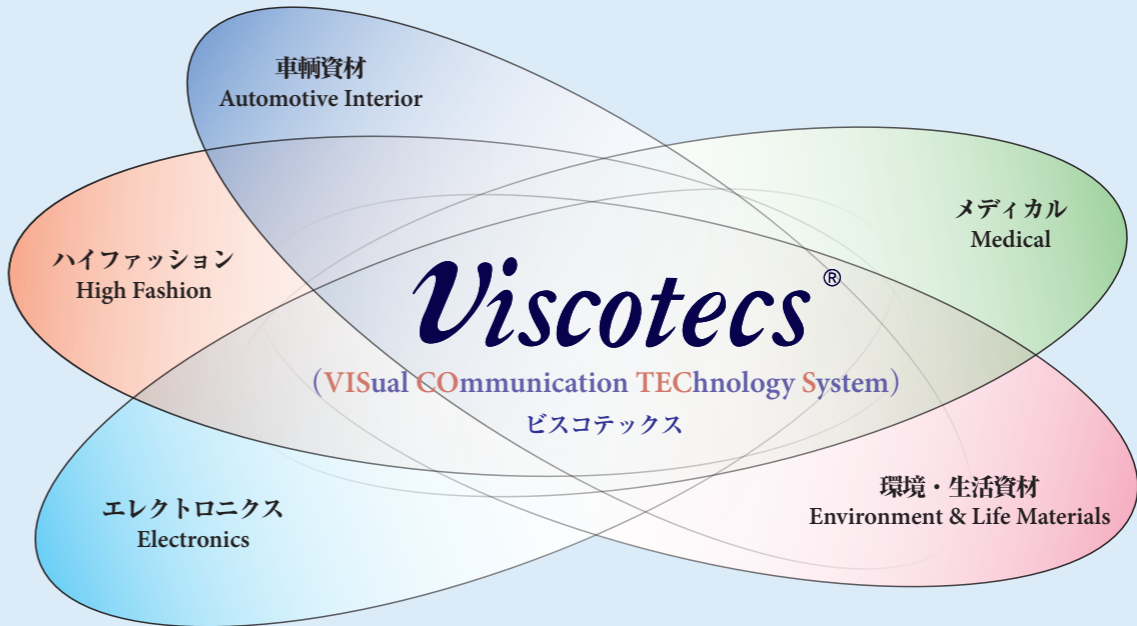 車輌資材
Automotive Interior
メディカル
Medical
ハイファッション
High Fashion
Viscotecs®
(VISual COmmunication TEChnology System)
ビスコテックス
環境・生活資材
Environment & Life Materials
エレクトロニクス
Electronics